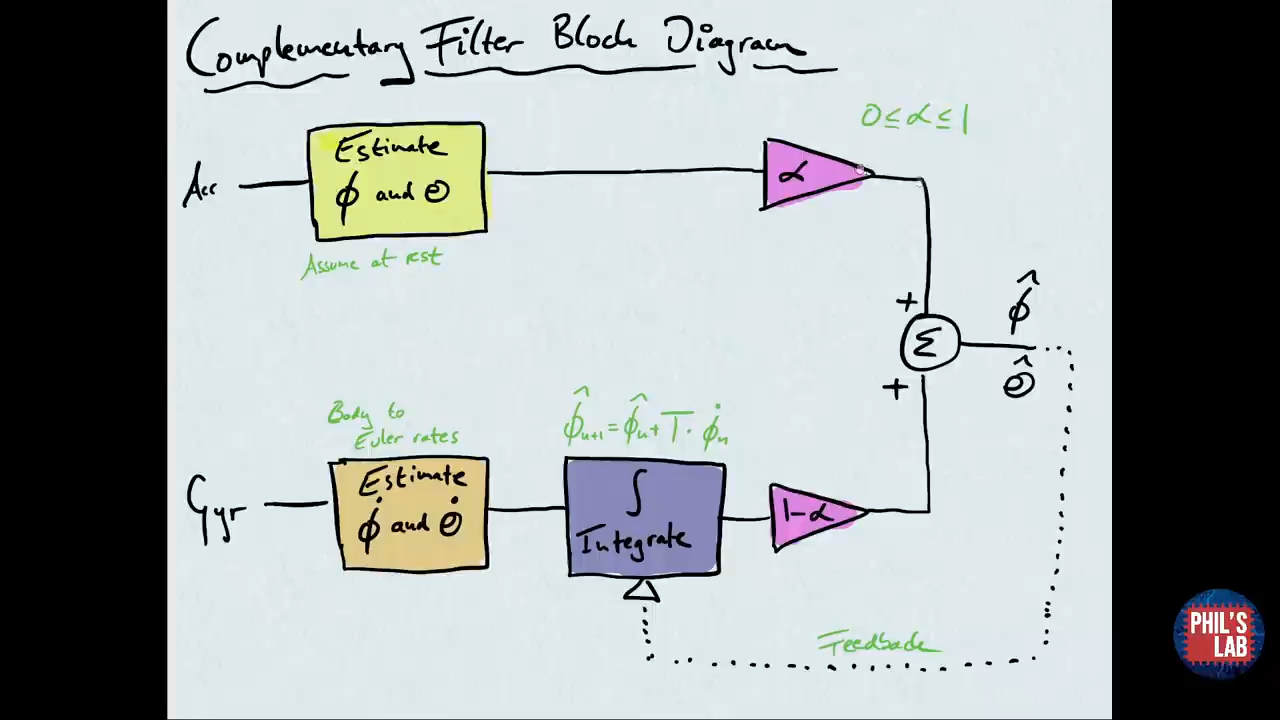 Complementary Filter Block Diagram
0 ≤ α ≤ 1
Acc
Estimate
ϕ and Θ
α
Assume at rest
+
Σ
ϕ̂
Θ̂
+
Body to
Euler rates
ϕ̂ₙ₊₁ = ϕ̂ₙ + T · ϕ̇ₙ
Gyr
Estimate
ϕ̇ and Θ̇
∫
Integrate
1-α
Feedback
PHIL'S
LAB